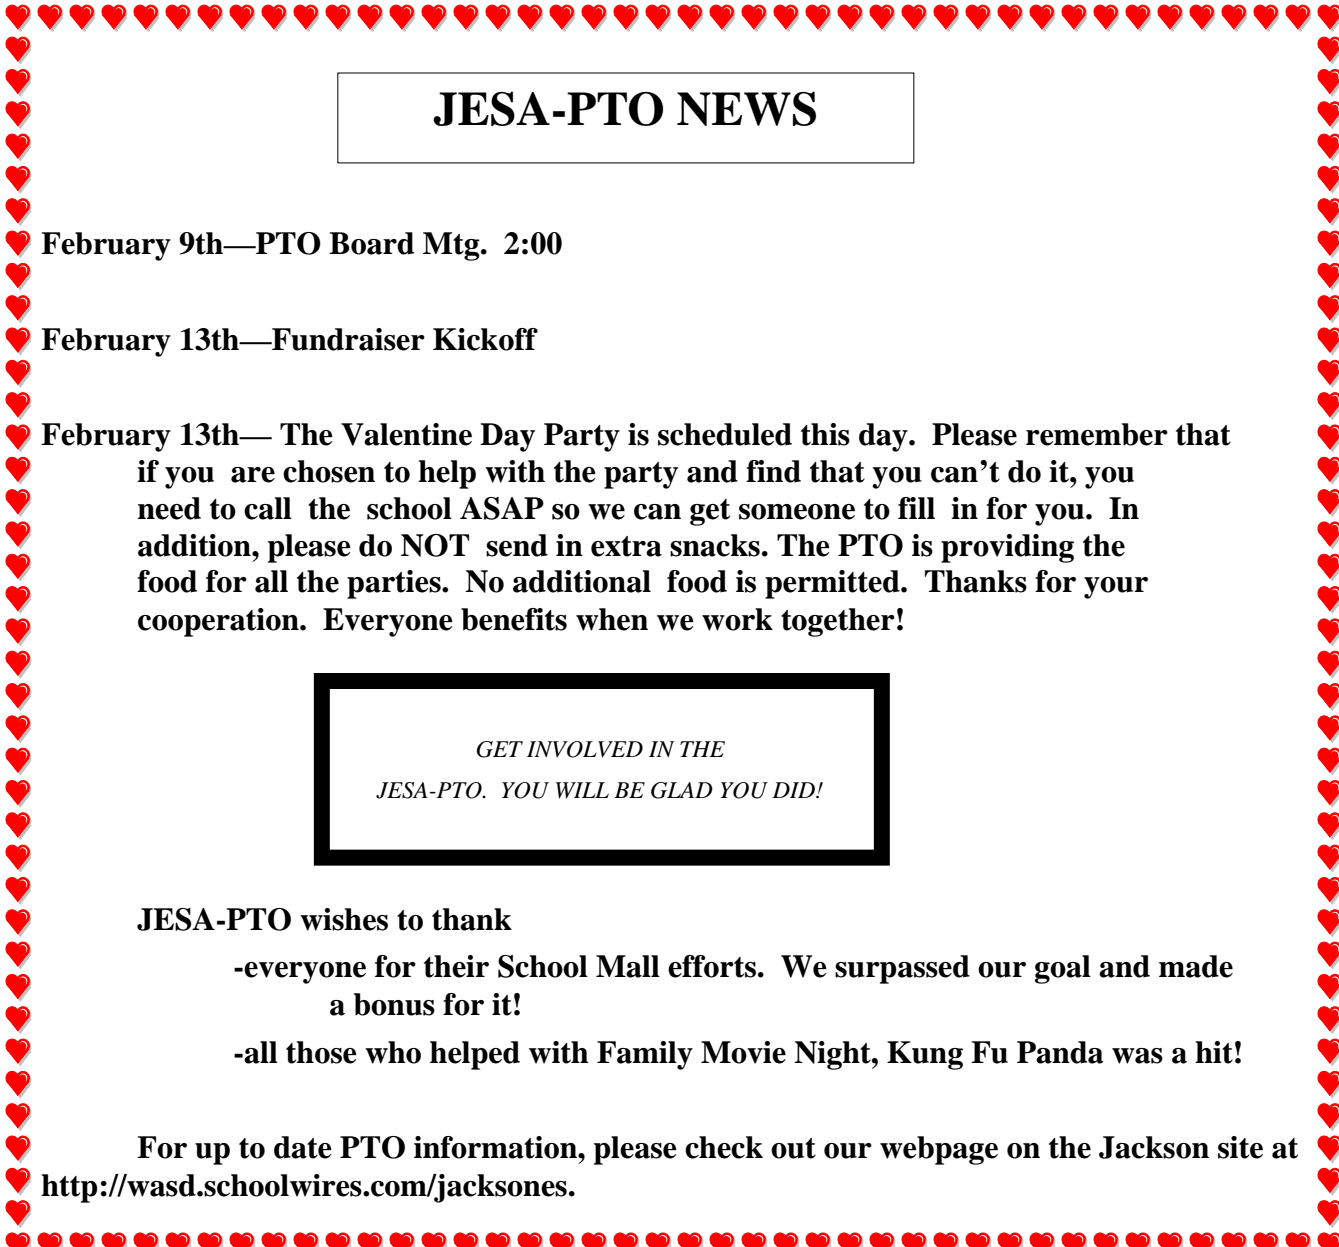 JESA-PTO NEWS
February 9th—PTO Board Mtg.  2:00
February 13th—Fundraiser Kickoff
February 13th— The Valentine Day Party is scheduled this day.  Please remember that
if you  are chosen to help with the party and find that you can’t do it, you
need to call  the  school ASAP so we can get someone to fill  in for you.  In
addition, please do NOT  send in extra snacks. The PTO is providing the
food for all the parties.  No additional  food is permitted.  Thanks for your
cooperation.  Everyone benefits when we work together!
GET INVOLVED IN THE
JESA-PTO.  YOU WILL BE GLAD YOU DID!
JESA-PTO wishes to thank
-everyone for their School Mall efforts.  We surpassed our goal and made
a bonus for it!
-all those who helped with Family Movie Night, Kung Fu Panda was a hit!
For up to date PTO information, please check out our webpage on the Jackson site at
http://wasd.schoolwires.com/jacksones.